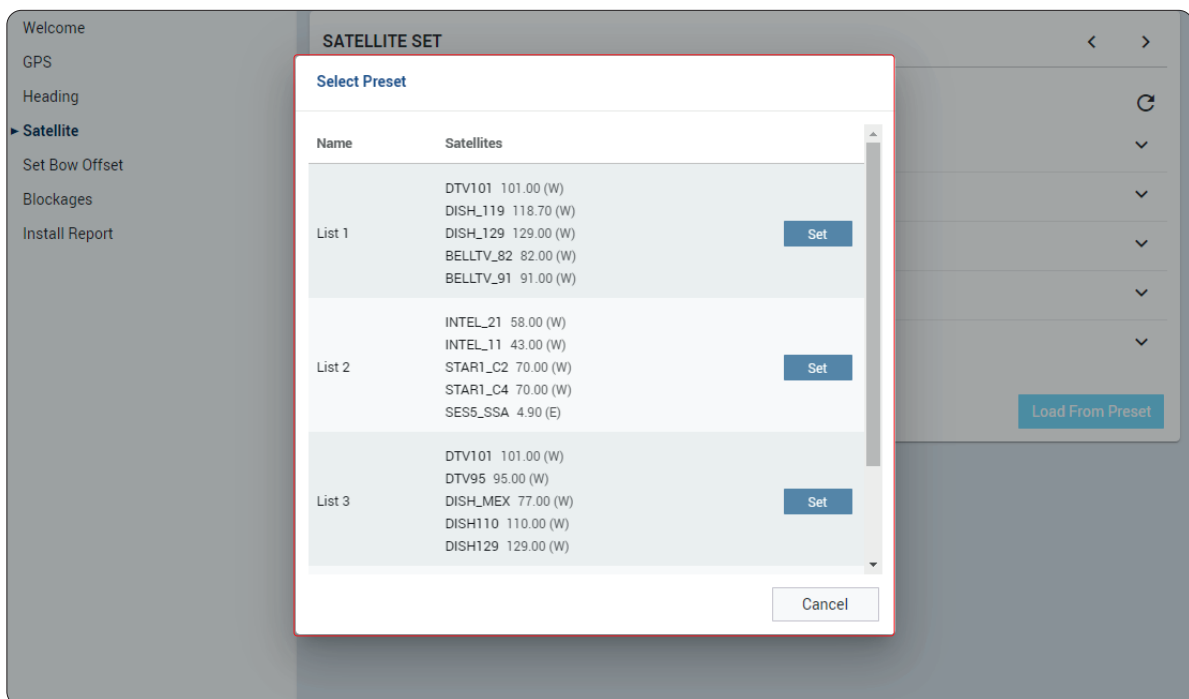 Welcome
GPS
Heading
Satellite
Set Bow Offset
Blockages
Install Report
SATELLITE SET
Select Preset
Name Satellites
List 1
DTV101 101.00 (W)
DISH_119 118.70 (W)
DISH_129 129.00 (W)
BELLTV_82 82.00 (W)
BELLTV_91 91.00 (W)
Set
List 2
INTEL_21 58.00 (W)
INTEL_11 43.00 (W)
STAR1_C2 70.00 (W)
STAR1_C4 70.00 (W)
SES5_SSA 4.90 (E)
Set
List 3
DTV101 101.00 (W)
DTV95 95.00 (W)
DISH_MEX 77.00 (W)
DISH110 110.00 (W)
DISH129 129.00 (W)
Set
Cancel
Load From Preset